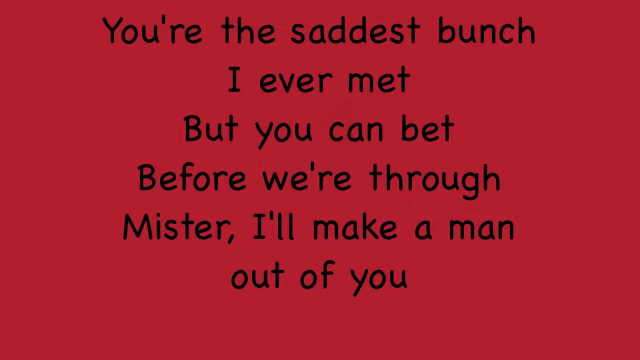 You're the saddest bunch
I ever met
But you can bet
Before we're through
Mister, I'll make a man
out of you